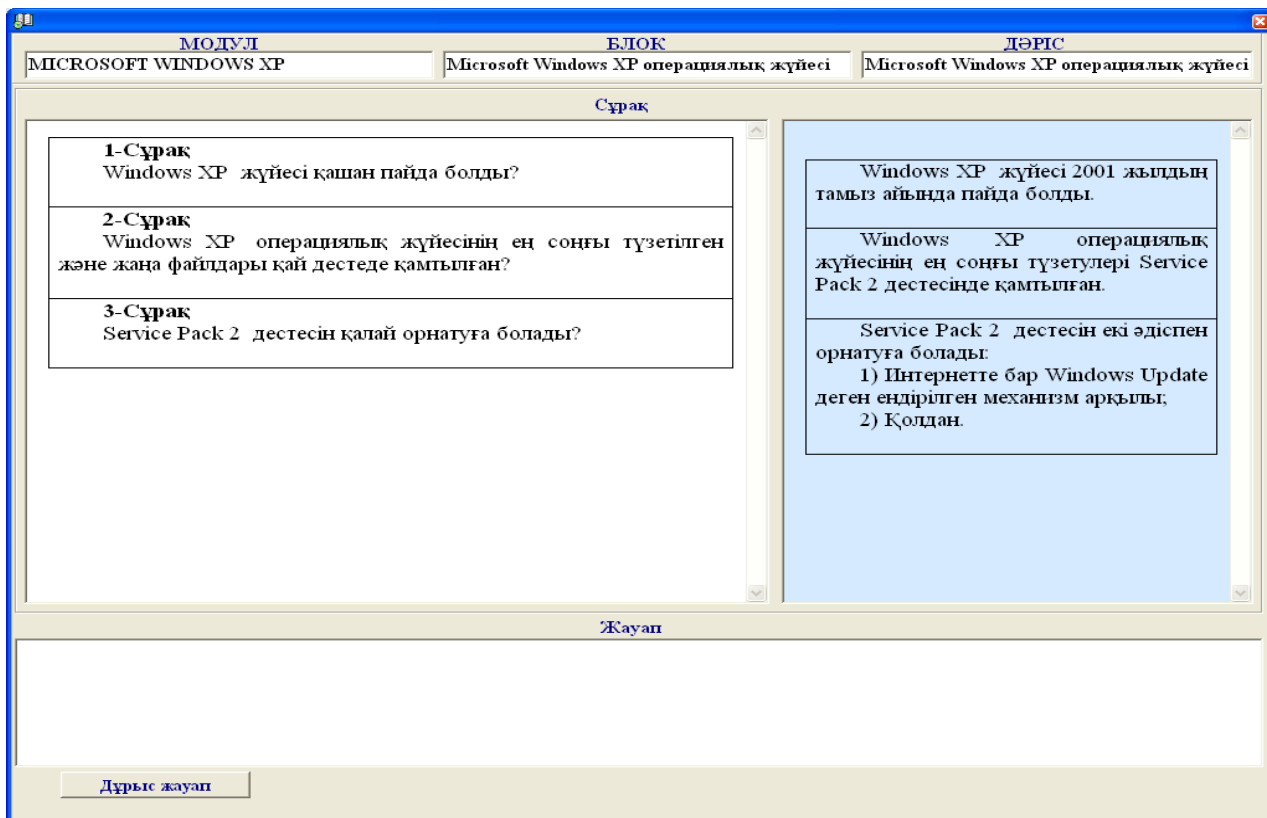 МОДУЛ
БЛОК
ДӘРІС
MICROSOFT WINDOWS XP
Microsoft Windows XP операциялық жүйесі
Microsoft Windows XP операциялық жүйесі
Сұрақ
1-Сұрақ
Windows XP жүйесі қашан пайда болды?
2-Сұрақ
Windows XP операциялық жүйесінің ең соңғы түзетілген
және жаңа файлдары қай дестеде қамтылған?
3-Сұрақ
Service Pack 2 дестесін қалай орнатуға болады?
Windows XP жүйесі 2001 жылдың
тамыз айында пайда болды.
Windows XP операциялық
жүйесінің ең соңғы түзетулері Service
Pack 2 дестесінде қамтылған.
Service Pack 2 дестесін екі әдіспен
орнатуға болады:
1) Интернетте бар Windows Update
деген ендірілген механизм арқылы;
2) Қолдан.
Жауап
Дұрыс жауап